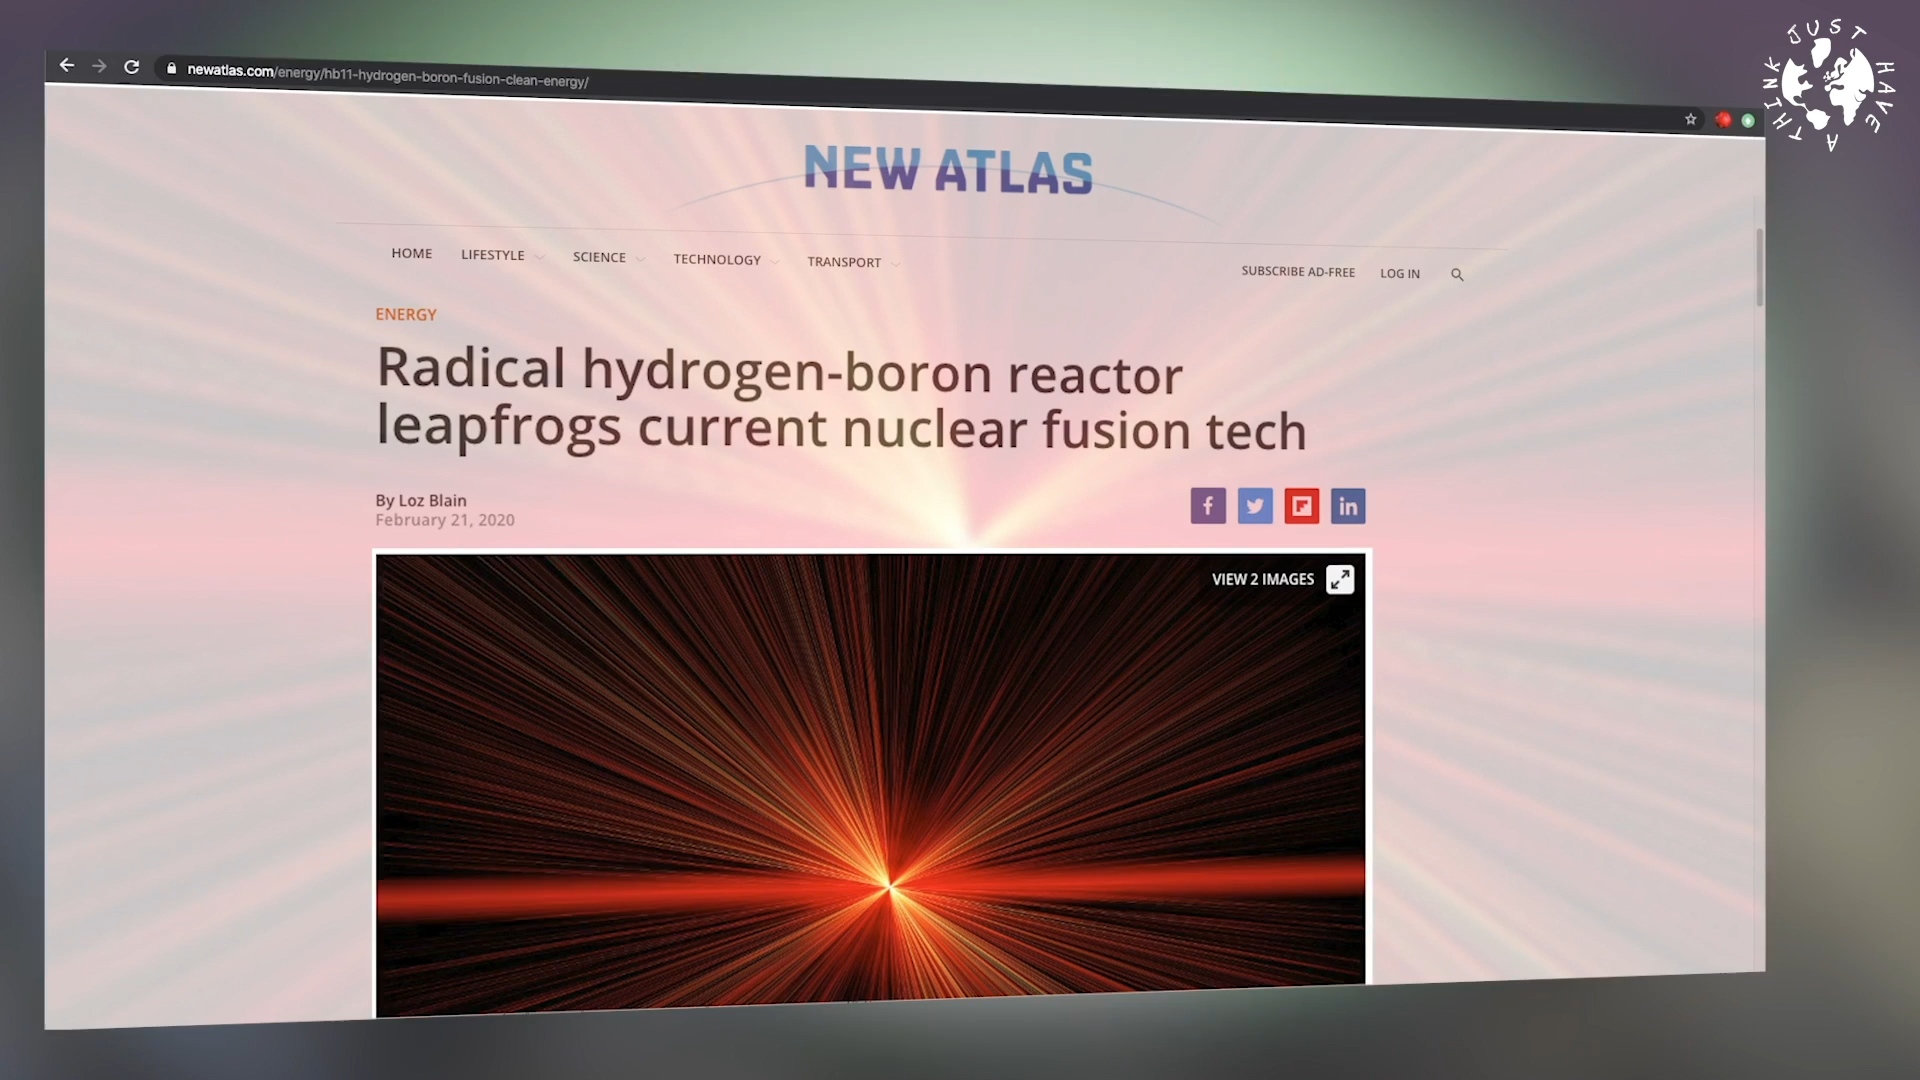 newatlas.com/energy/hb11-hydrogen-boron-fusion-clean-energy/
JUST HAVE A THINK
NEW ATLAS
HOME LIFESTYLE SCIENCE TECHNOLOGY TRANSPORT
SUBSCRIBE AD-FREE LOG IN
ENERGY
Radical hydrogen-boron reactor
leapfrogs current nuclear fusion tech
By Loz Blain
February 21, 2020
f in
VIEW 2 IMAGES